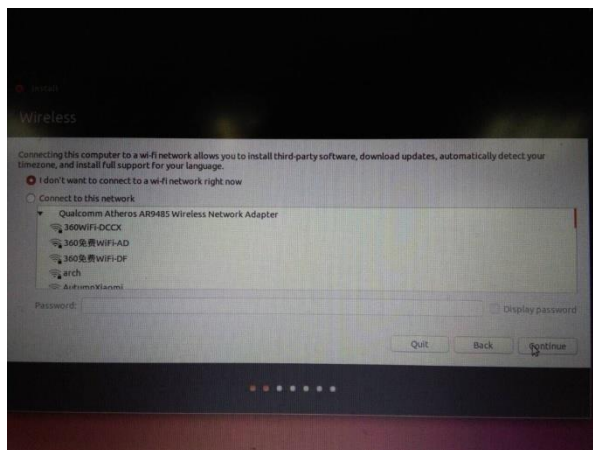 Install
Wireless
Connecting this computer to a wi-fi network allows you to install third-party software, download updates, automatically detect your
timezone, and install full support for your language.
I don't want to connect to a wi-fi network right now
Connect to this network
Qualcomm Atheros AR9485 Wireless Network Adapter
360WiFi-DCCX
360免费WiFi-AD
360免费WiFi-DF
arch
AutumnXiaomi
Password:
Display password
Quit Back Continue